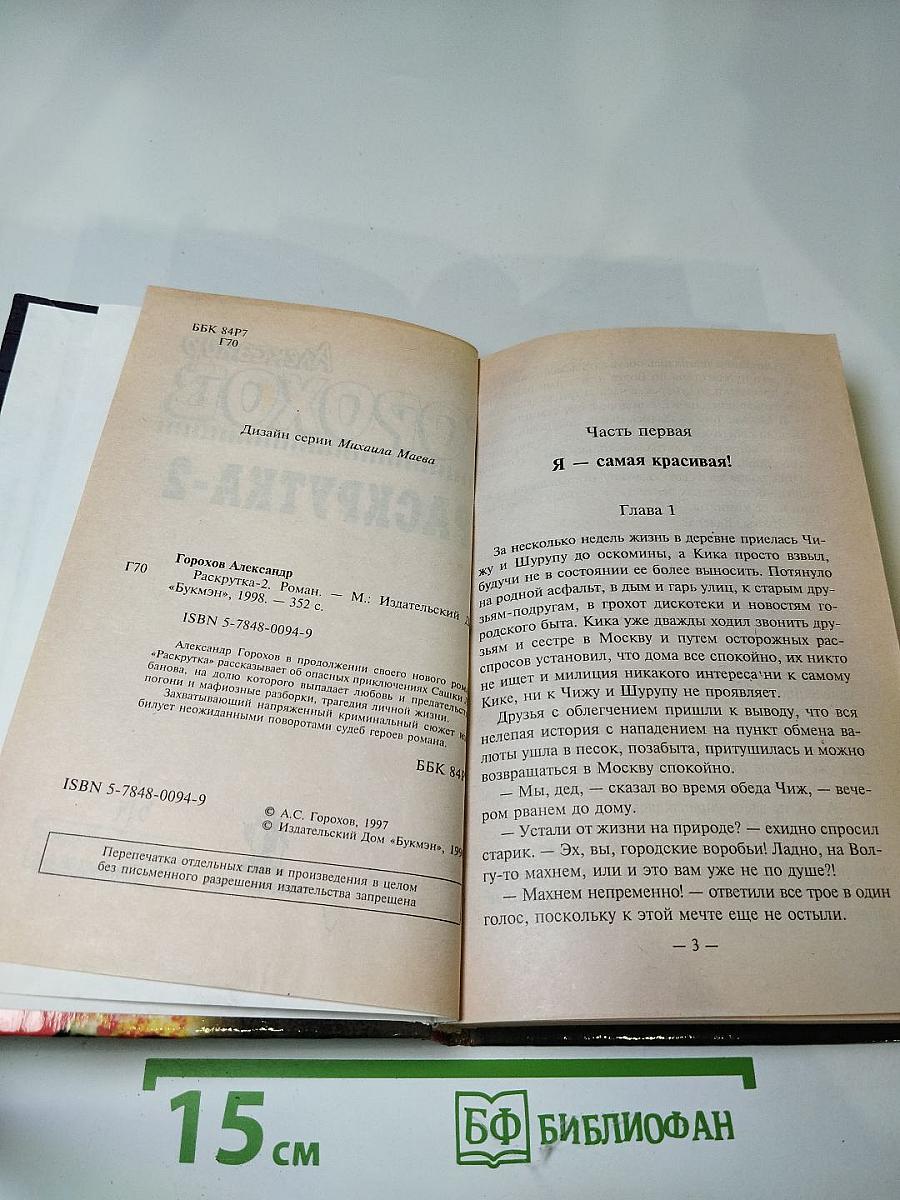 ББК 84Р7
Г70
Дизайн серии Михаила Маева
Горохов Александр
Г70 Раскрутка-2. Роман. — М.: Издательский
«Букмэн», 1998. — 352 с.
ISBN 5-7848-0094-9
Александр Горохов в продолжении своего нового
«Раскрутка» рассказывает об опасных приключениях Сашки
банова, на долю которого выпадает любовь и
погони и мафиозные разборки, трагедия личной жизни.
Захватывающий напряженный криминальный сюжет
билует неожиданными поворотами судеб героев романа.
ББК 84Р
ISBN 5-7848-0094-9
© А.С. Горохов, 1997
© Издательский Дом «Букмэн»,
Перепечатка отдельных глав и произведения в целом
без письменного разрешения издательства запрещена
Часть первая
Я — самая красивая!
Глава 1
За несколько недель жизнь в деревне приелась Чи-
жу и Шурупу до оскомины, а Кика просто взвыл,
будучи не в состоянии ее более выносить. Потянуло
на родной асфальт, в дым и гарь улиц, к старым дру-
зьям-подругам, в грохот дискотеки и новостям го-
родского быта. Кика уже дважды ходил звонить дру-
зьям и сестре в Москву и путем осторожных рас-
спросов установил, что дома все спокойно, их никто
не ищет и милиция никакого интереса ни к самому
Кике, ни к Чижу и Шурупу не проявляет.
Друзья с облегчением пришли к выводу, что вся
нелепая история с нападением на пункт обмена ва-
люты ушла в песок, позабыта, притушилась и можно
возвращаться в Москву спокойно.
— Мы, дед, — сказал во время обеда Чиж, — вече-
ром рванем до дому.
— Устали от жизни на природе? — ехидно спросил
старик. — Эх, вы, городские воробьи! Ладно, на Вол-
гу-то махнем, или и это вам уже не по душе?!
— Махнем непременно! — ответили все трое в один
голос, поскольку к этой мечте еще не остыли.
— 3 —
15 см
БФ БИБЛИОФАН